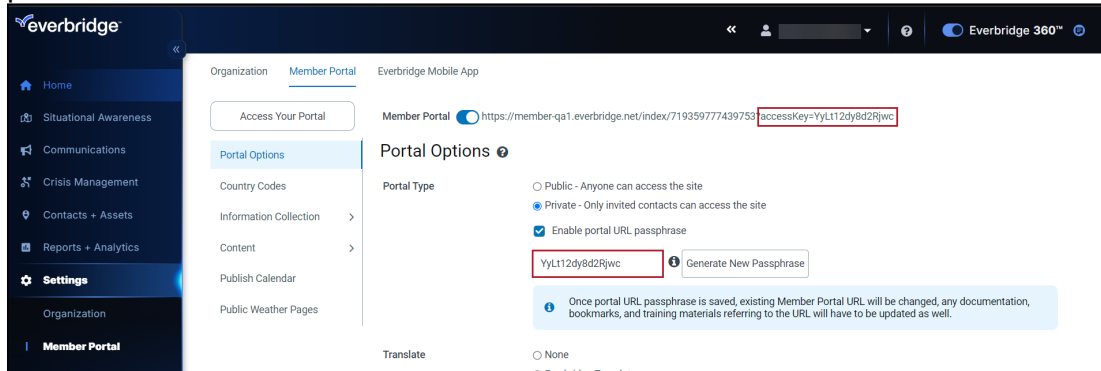 everbridge
Everbridge 360™
Organization Member Portal Everbridge Mobile App
Home
Situational Awareness
Communications
Crisis Management
Contacts + Assets
Reports + Analytics
Settings
Organization
Member Portal
Access Your Portal
Portal Options
Country Codes
Information Collection
Content
Publish Calendar
Public Weather Pages
Member Portal https://member-qa1.everbridge.net/index/719359777439753?accessKey=YyLt12dy8d2Rjwc
Portal Options
Portal Type
Public - Anyone can access the site
Private - Only invited contacts can access the site
Enable portal URL passphrase
YyLt12dy8d2Rjwc Generate New Passphrase
Once portal URL passphrase is saved, existing Member Portal URL will be changed, any documentation,
bookmarks, and training materials referring to the URL will have to be updated as well.
Translate None